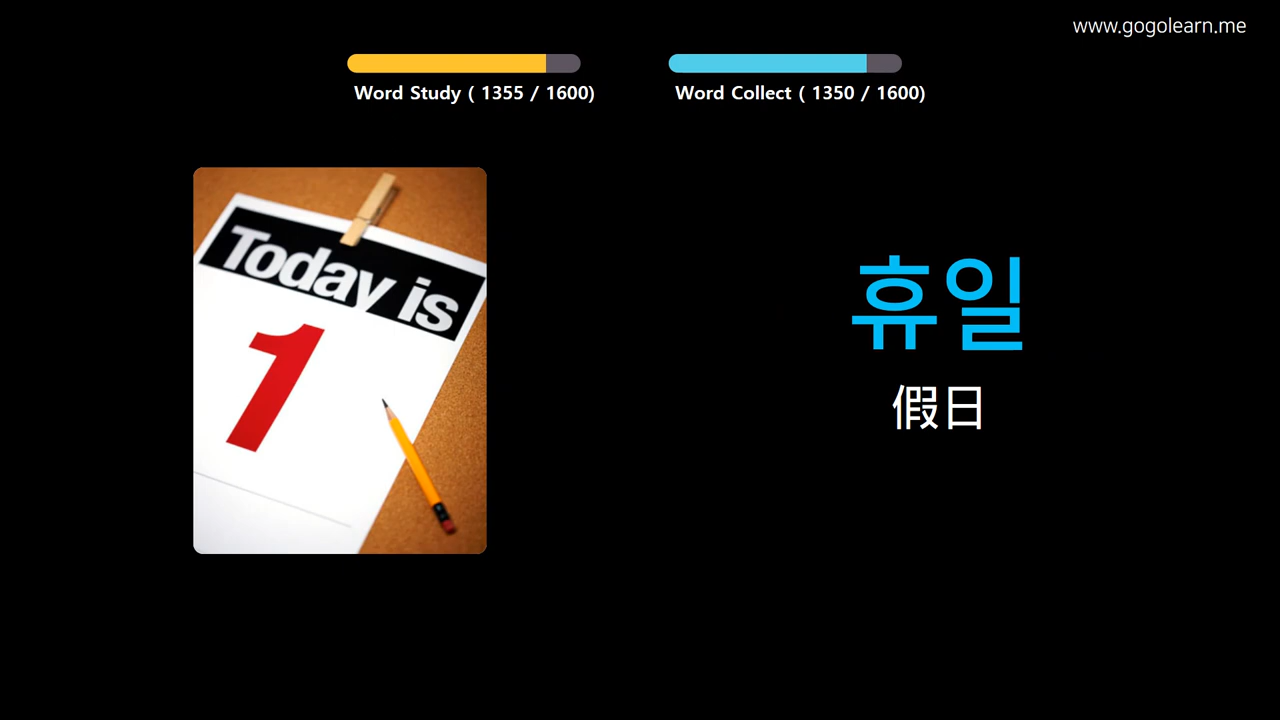 www.gogolearn.me
Word Study ( 1355 / 1600)
Word Collect ( 1350 / 1600)
Today is
1
휴일
假日